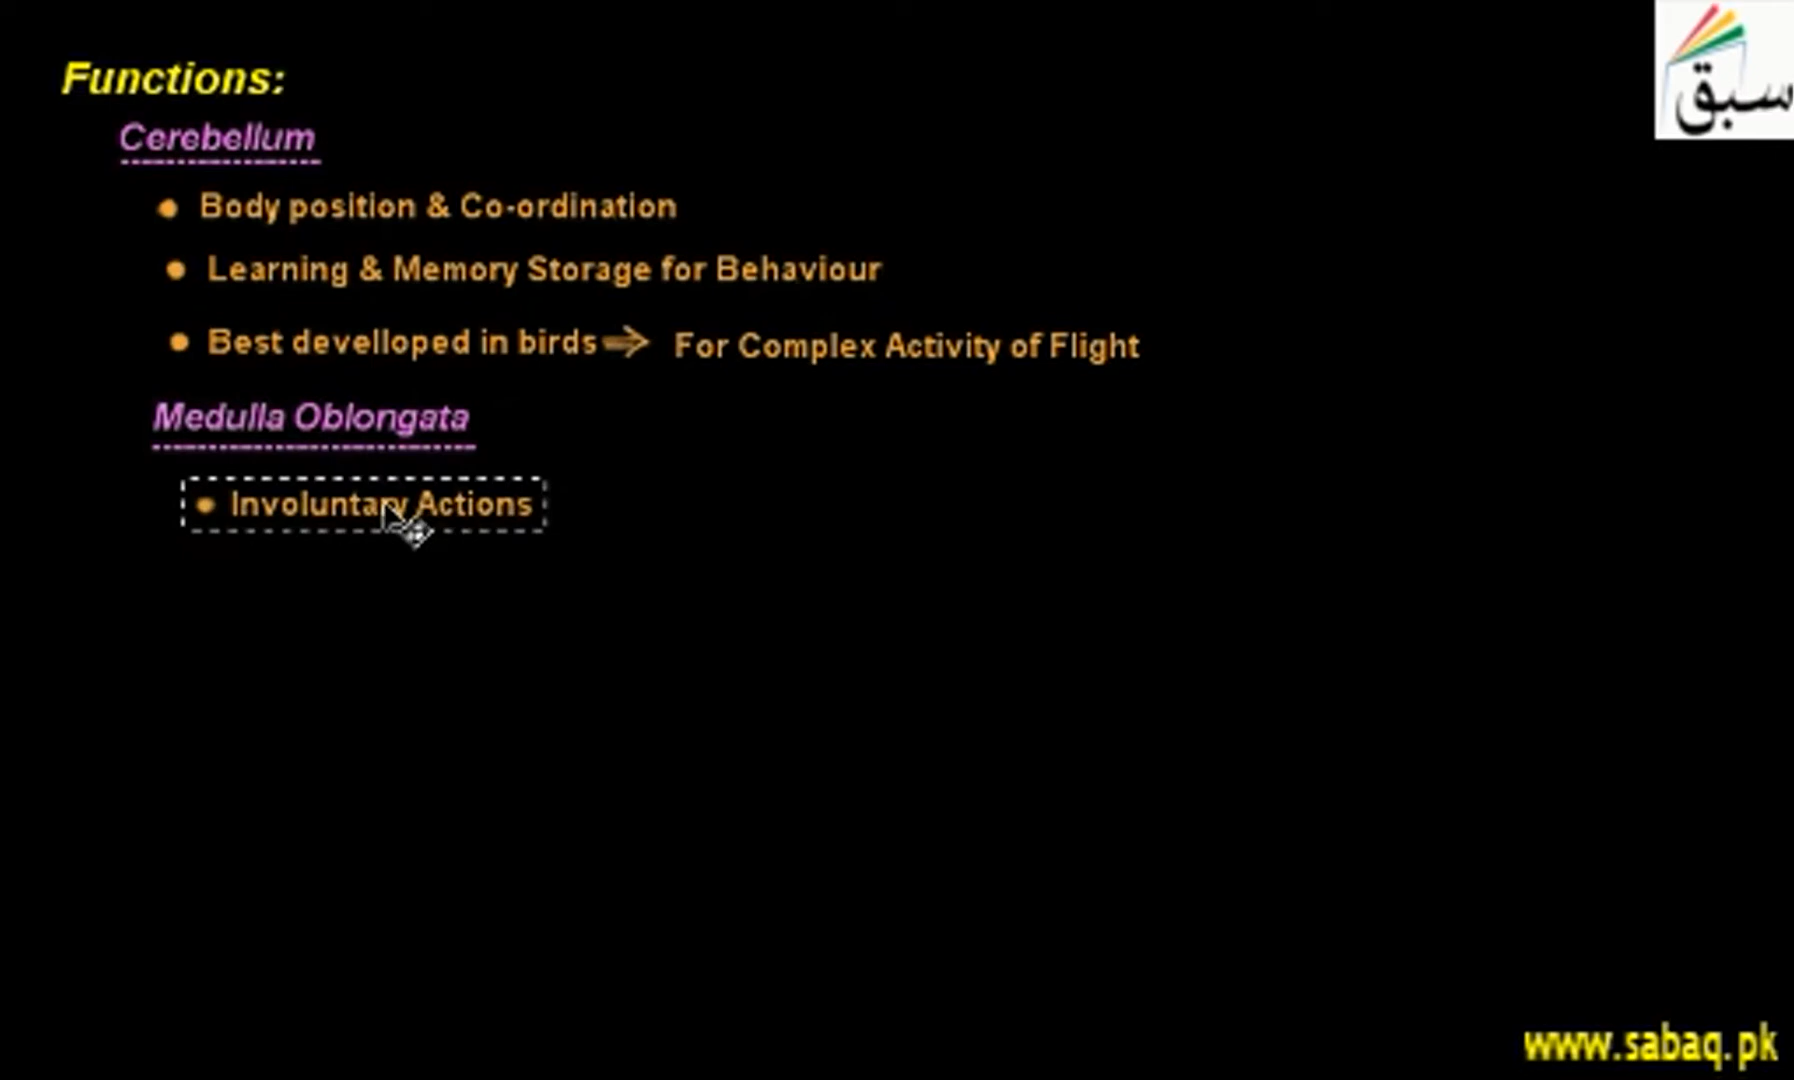 سبق
Functions:
Cerebellum
• Body position & Co-ordination
• Learning & Memory Storage for Behaviour
• Best develloped in birds ⇒ For Complex Activity of Flight
Medulla Oblongata
• Involuntary Actions
www.sabaq.pk